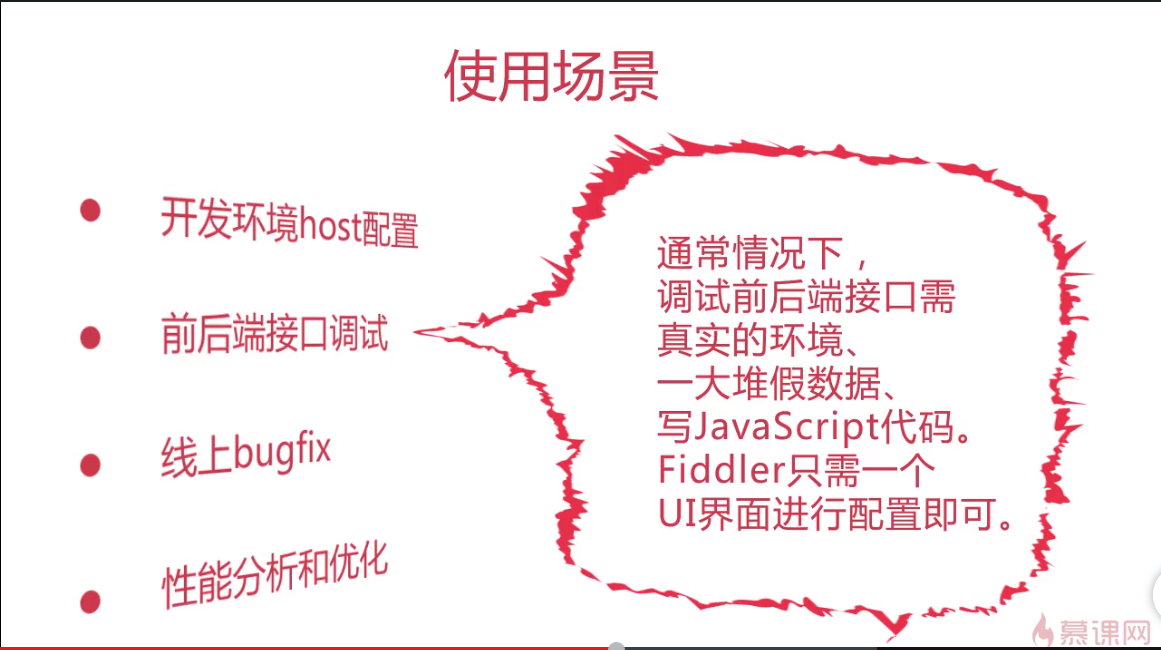 使用场景
开发环境host配置
前后端接口调试
线上bugfix
性能分析和优化
通常情况下，
调试前后端接口需
真实的环境、
一大堆假数据、
写JavaScript代码。
Fiddler只需一个
UI界面进行配置即可。
慕课网